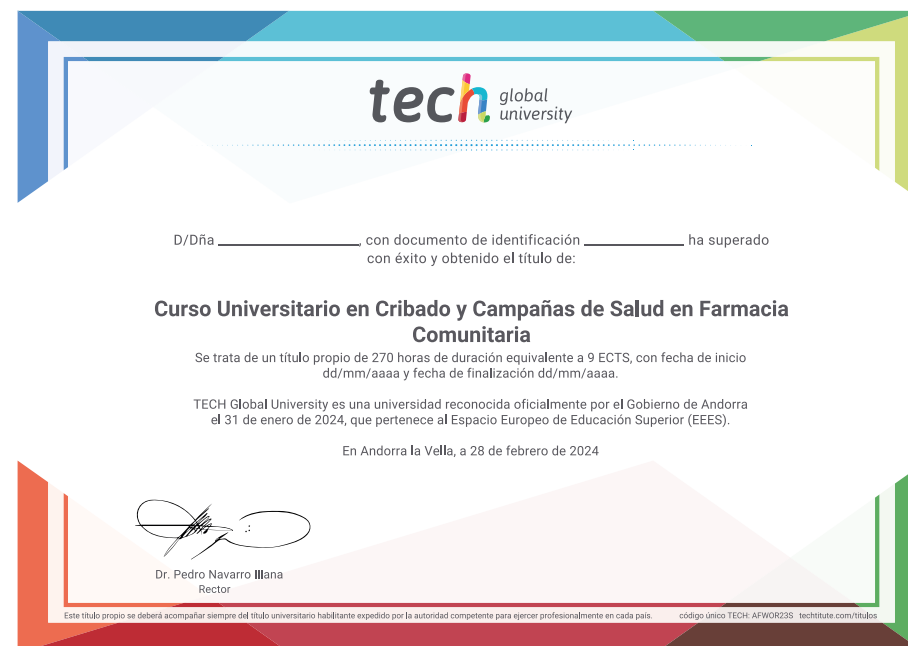 tech global
university
D/Dña ____________________, con documento de identificación ______________ ha superado
con éxito y obtenido el título de:
Curso Universitario en Cribado y Campañas de Salud en Farmacia
Comunitaria
Se trata de un título propio de 270 horas de duración equivalente a 9 ECTS, con fecha de inicio
dd/mm/aaaa y fecha de finalización dd/mm/aaaa.
TECH Global University es una universidad reconocida oficialmente por el Gobierno de Andorra
el 31 de enero de 2024, que pertenece al Espacio Europeo de Educación Superior (EEES).
En Andorra la Vella, a 28 de febrero de 2024
Dr. Pedro Navarro Illana
Rector
Este título propio se deberá acompañar siempre del título universitario habilitante expedido por la autoridad competente para ejercer profesionalmente en cada país. código único TECH: AFWOR23S techtitute.com/titulos